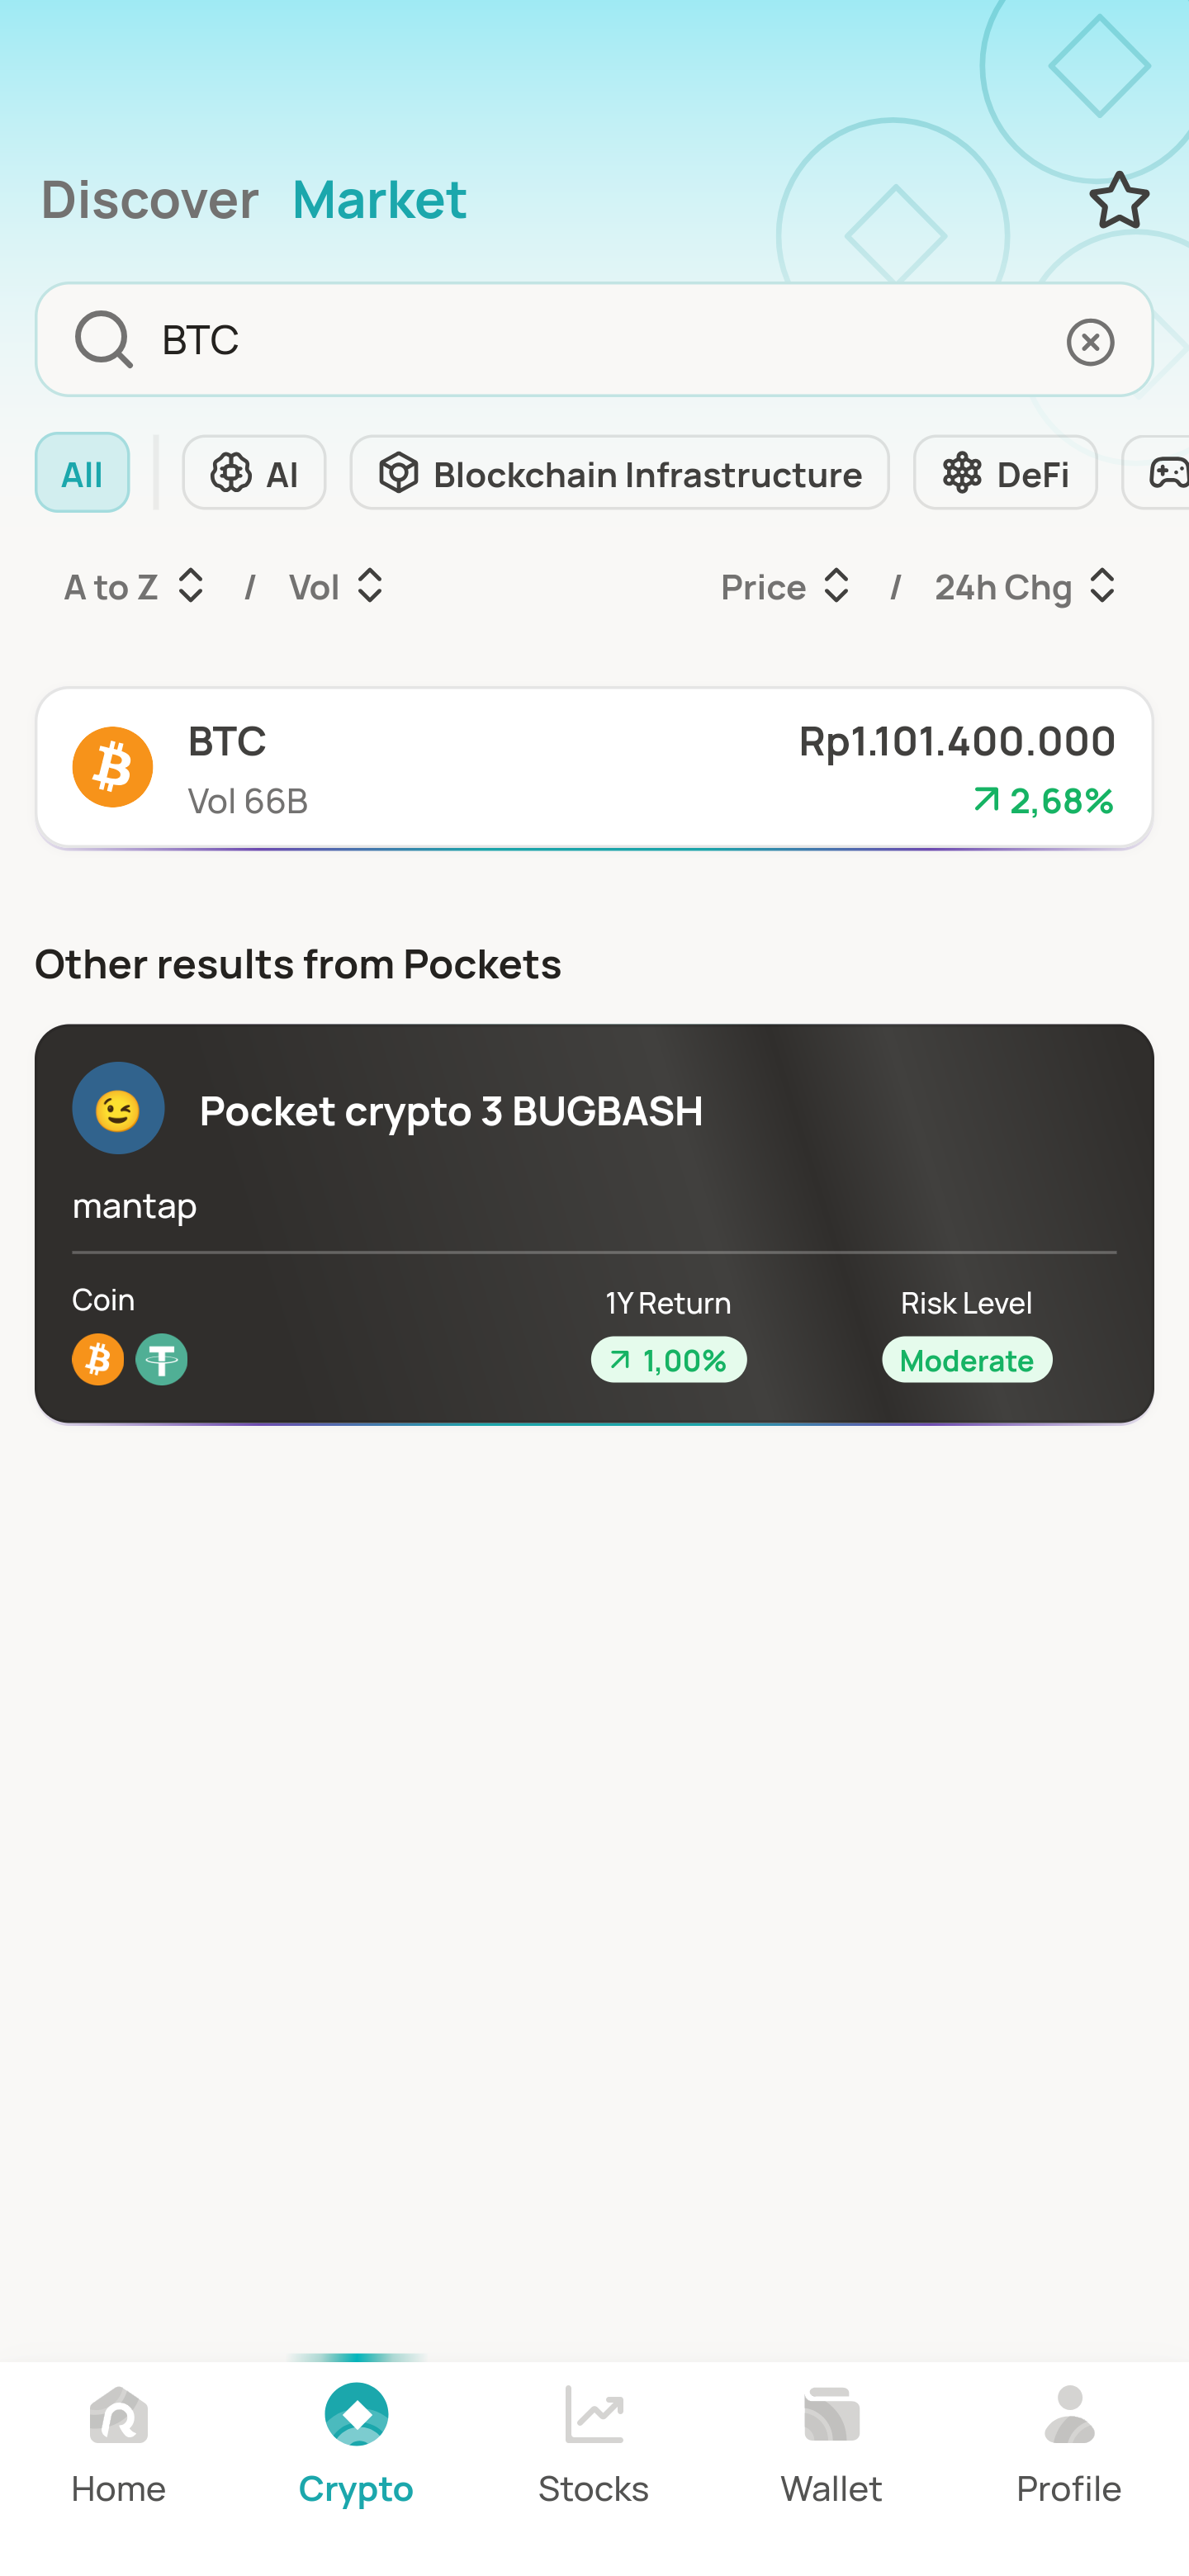 Discover Market
BTC
All AI Blockchain Infrastructure DeFi
A to Z / Vol Price / 24h Chg
BTC Rp1.101.400.000
Vol 66B 2,68%
Other results from Pockets
Pocket crypto 3 BUGBASH
mantap
Coin 1Y Return Risk Level
1,00% Moderate
Home Crypto Stocks Wallet Profile